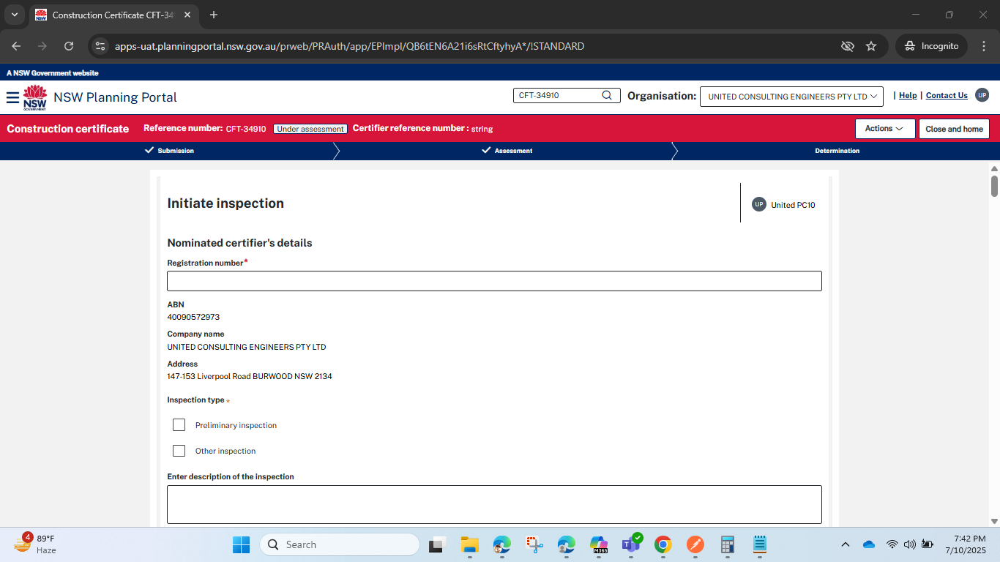 Construction Certificate CFT-34
apps-uat.planningportal.nsw.gov.au/prweb/PRAuth/app/EPImpl/QB6tEN6A21i6sRtCftyhyA*/!STANDARD
Incognito
A NSW Government website
NSW GOVERNMENT
NSW Planning Portal
CFT-34910
Organisation:
UNITED CONSULTING ENGINEERS PTY LTD
| Help | Contact Us
UP
Construction certificate
Reference number: CFT-34910
Under assessment
Certifier reference number : string
Actions
Close and home
Submission
Assessment
Determination
Initiate inspection
UP United PC10
Nominated certifier's details
Registration number*
ABN
40090572973
Company name
UNITED CONSULTING ENGINEERS PTY LTD
Address
147-153 Liverpool Road BURWOOD NSW 2134
Inspection type *
Preliminary inspection
Other inspection
Enter description of the inspection
4
89°F
Haze
Search
M365
7:42 PM
7/10/2025